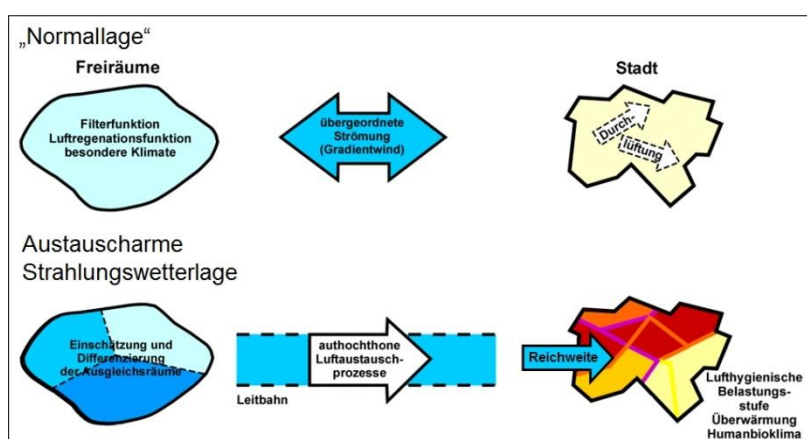 „Normallage“
Freiräume
Stadt
Filterfunktion
Luftregenationsfunktion
besondere Klimate
übergeordnete
Strömung
(Gradientwind)
Durch-
lüftung
Austauscharme
Strahlungswetterlage
Einschätzung und
Differenzierung
der Ausgleichsräume
authochthone
Luftaustausch-
prozesse
Leitbahn
Reichweite
Lufthygienische
Belastungs-
stufe
Überwärmung
Humanbioklima